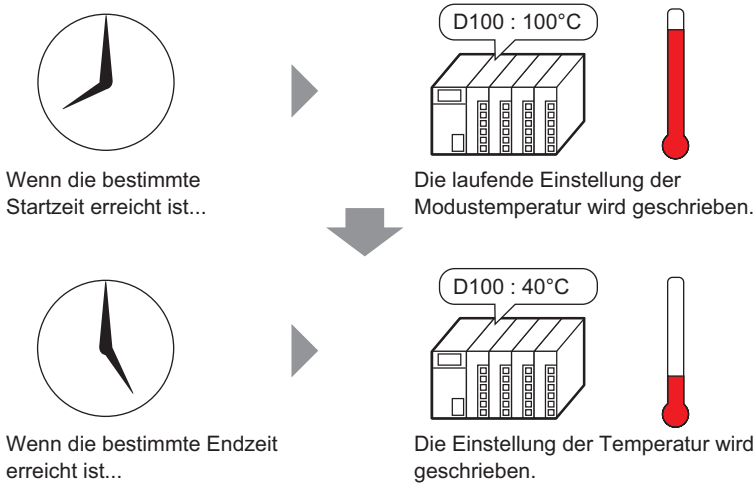 D100 : 100°C
Wenn die bestimmte
Startzeit erreicht ist...
Die laufende Einstellung der
Modustemperatur wird geschrieben.
D100 : 40°C
Wenn die bestimmte Endzeit
erreicht ist...
Die Einstellung der Temperatur wird
geschrieben.